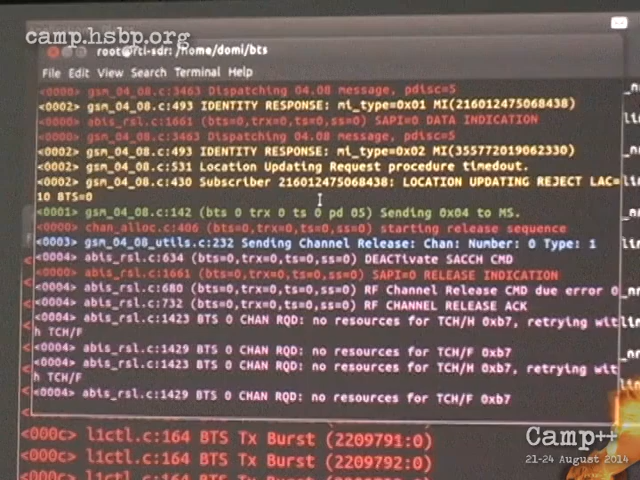 camp.hsbp.org
root@rtl-sdr: /home/domi/bts
File Edit View Search Terminal Help
<0000> gsm_04_08.c:3463 Dispatching 04.08 message, pdisc=5
<0002> gsm_04_08.c:493 IDENTITY RESPONSE: mi_type=0x01 MI(216012475068438)
<0000> abis_rsl.c:1661 (bts=0,trx=0,ts=0,ss=0) SAPI=0 DATA INDICATION
<0000> gsm_04_08.c:3463 Dispatching 04.08 message, pdisc=5
<0002> gsm_04_08.c:493 IDENTITY RESPONSE: mi_type=0x02 MI(355772019062330)
<0002> gsm_04_08.c:531 Location Updating Request procedure timedout.
<0002> gsm_04_08.c:430 Subscriber 216012475068438: LOCATION UPDATING REJECT LAC=
10 BTS=0
<0001> gsm_04_08.c:142 (bts 0 trx 0 ts 0 pd 05) Sending 0x04 to MS.
<0000> chan_alloc.c:406 (bts=0,trx=0,ts=0,ss=0) starting release sequence
<0003> gsm_04_08_utils.c:232 Sending Channel Release: Chan: Number: 0 Type: 1
<0004> abis_rsl.c:634 (bts=0,trx=0,ts=0,ss=0) DEACTivate SACCH CMD
<0000> abis_rsl.c:1661 (bts=0,trx=0,ts=0,ss=0) SAPI=0 RELEASE INDICATION
<0004> abis_rsl.c:680 (bts=0,trx=0,ts=0,ss=0) RF Channel Release CMD due error 0
<0004> abis_rsl.c:732 (bts=0,trx=0,ts=0,ss=0) RF CHANNEL RELEASE ACK
<0004> abis_rsl.c:1423 BTS 0 CHAN RQD: no resources for TCH/H 0xb7, retrying wit
h TCH/F
<0004> abis_rsl.c:1429 BTS 0 CHAN RQD: no resources for TCH/F 0xb7
<0004> abis_rsl.c:1423 BTS 0 CHAN RQD: no resources for TCH/H 0xb7, retrying wit
h TCH/F
<0004> abis_rsl.c:1429 BTS 0 CHAN RQD: no resources for TCH/F 0xb7
<000c> l1ctl.c:164 BTS Tx Burst (2209791:0)
<000c> l1ctl.c:164 BTS Tx Burst (2209792:0)
Camp++
21-24 August 2014